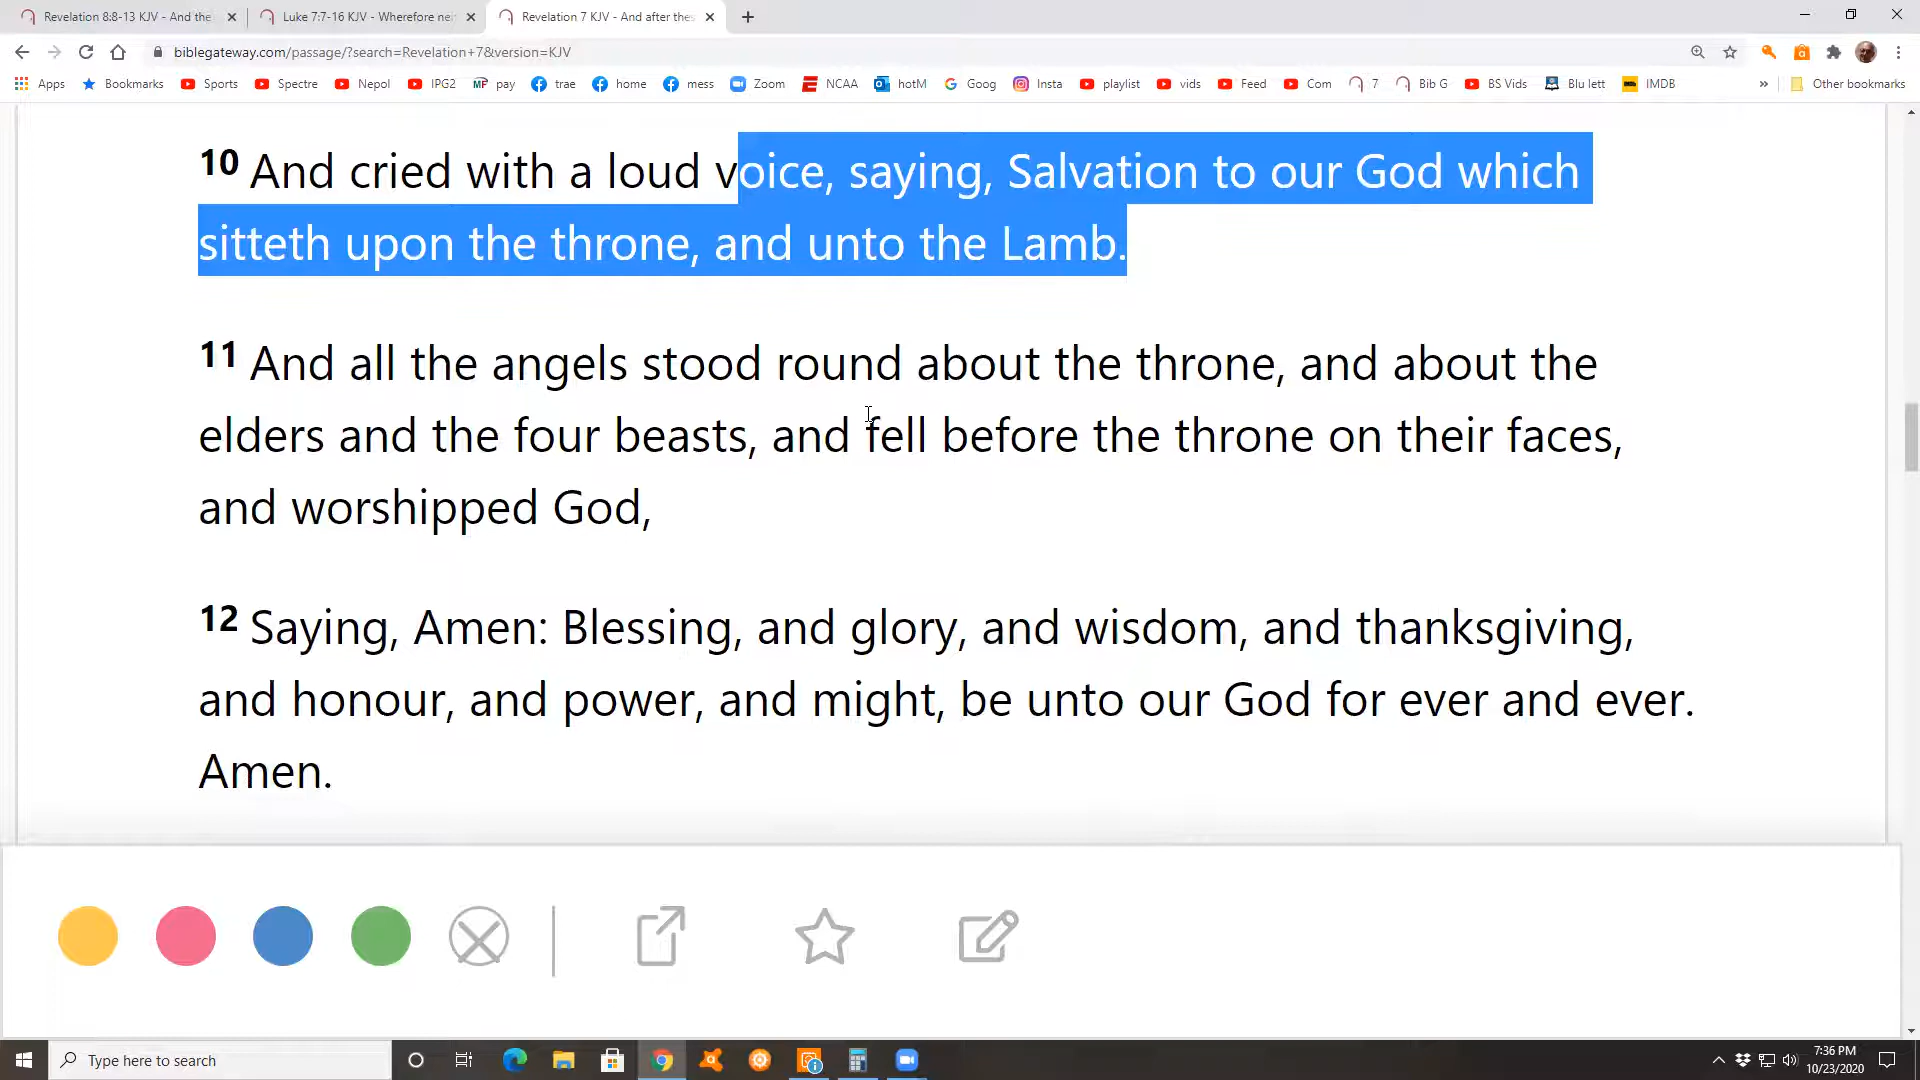 Revelation 8:8-13 KJV - And the
Luke 7:7-16 KJV - Wherefore nei
Revelation 7 KJV - And after thes
biblegateway.com/passage/?search=Revelation+7&version=KJV
Apps Bookmarks Sports Spectre Nepol IPG2 pay trae home mess Zoom NCAA hotM Goog Insta playlist vids Feed Com 7 Bib G BS Vids Blu lett IMDB » Other bookmarks
10 And cried with a loud voice, saying, Salvation to our God which
sitteth upon the throne, and unto the Lamb.
11 And all the angels stood round about the throne, and about the
elders and the four beasts, and fell before the throne on their faces,
and worshipped God,
12 Saying, Amen: Blessing, and glory, and wisdom, and thanksgiving,
and honour, and power, and might, be unto our God for ever and ever.
Amen.
Type here to search
7:36 PM
10/23/2020